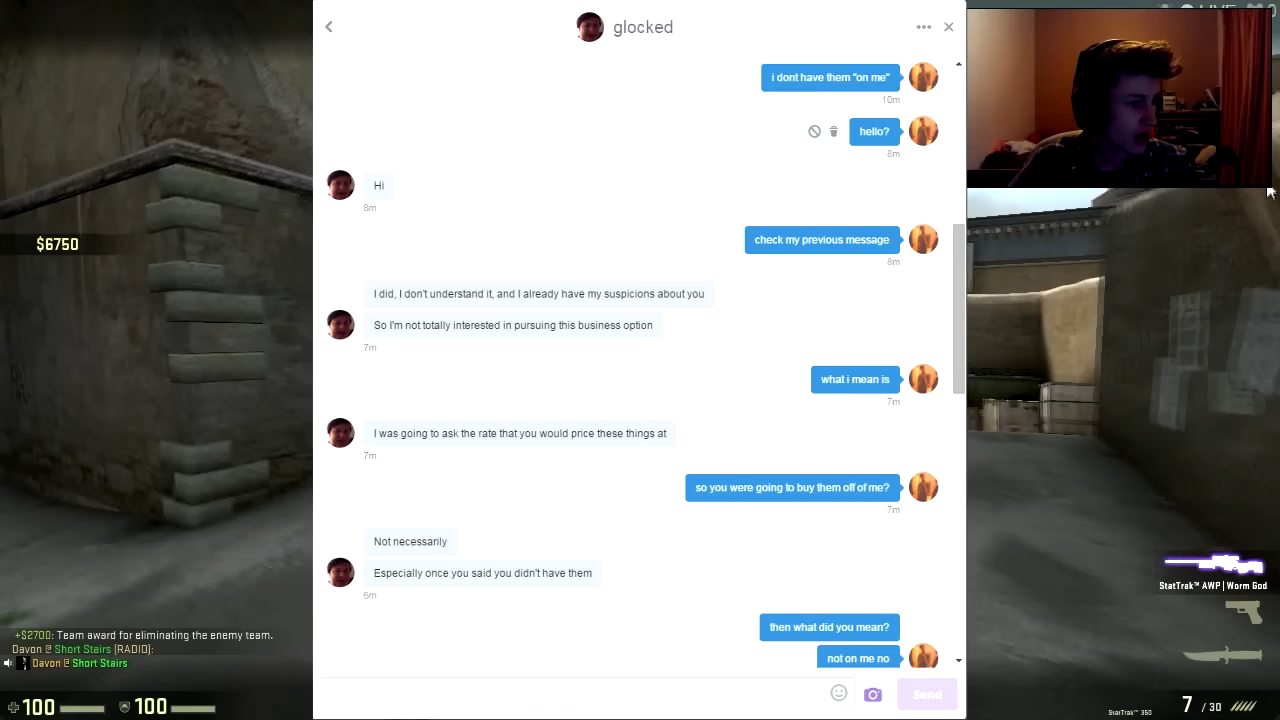 glocked
LIVE
i dont have them "on me"
10m
hello?
8m
Hi
8m
check my previous message
8m
$6750
I did, I don't understand it, and I already have my suspicions about you
So I'm not totally interested in pursuing this business option
7m
what i mean is
7m
I was going to ask the rate that you would price these things at
7m
so you were going to buy them off of me?
7m
Not necessarily
Especially once you said you didn't have them
6m
StatTrak™ AWP | Worm God
then what did you mean?
not on me no
+$2700: Team award for eliminating the enemy team.
Davon @ Short Stairs (RADIO):
Davon @ Short Stairs
Send
100
100
StatTrak™ 350
7 / 30